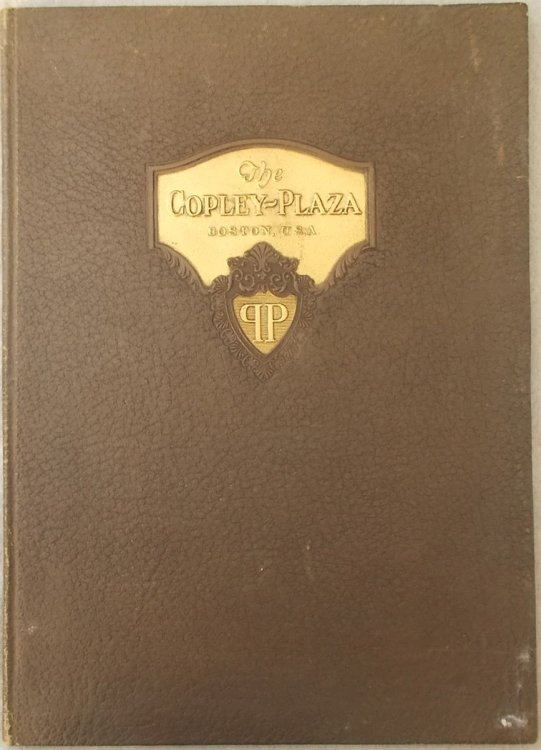 The
COPLEY-PLAZA
BOSTON, U.S.A
PP